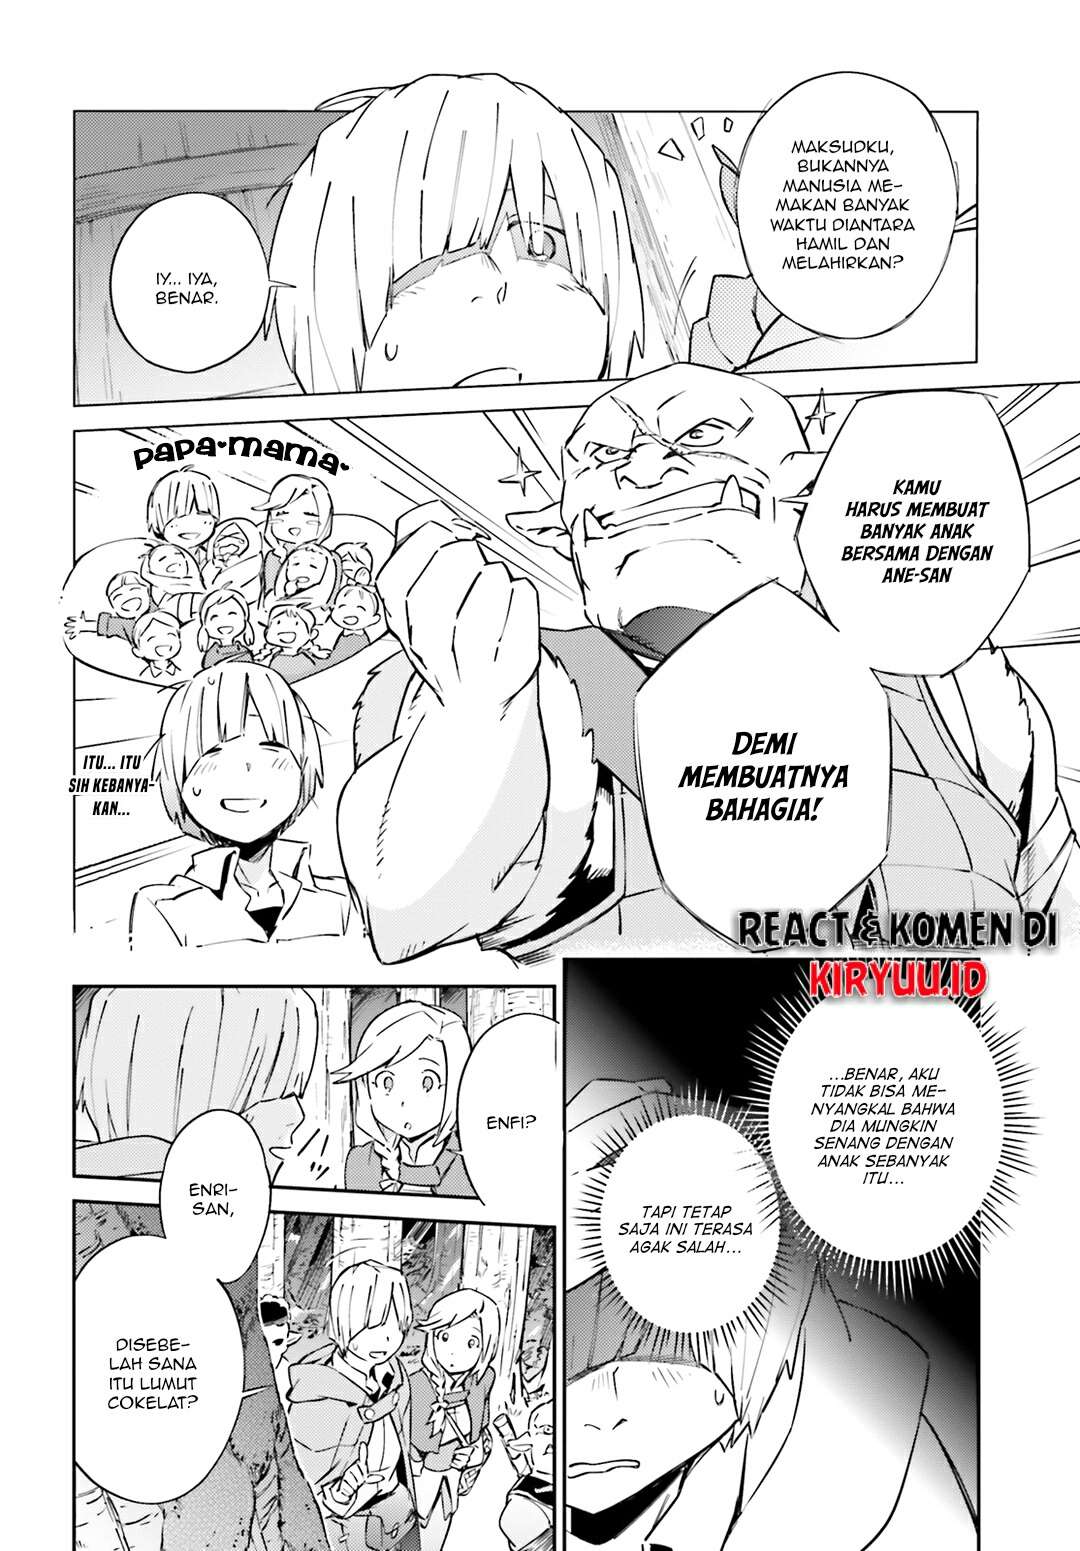 MAKSUDKU,
BUKANNYA
MANUSIA ME-
MAKAN BANYAK
WAKTU DIANTARA
HAMIL DAN
MELAHIRKAN?
IY... IYA,
BENAR.
PAPA♥MAMA♥
KAMU
HARUS MEMBUAT
BANYAK ANAK
BERSAMA DENGAN
ANE-SAN
DEMI
MEMBUATNYA
BAHAGIA!
ITU... ITU
SIH KEBANYA-
KAN...
REACT & KOMEN DI
KIRYUU.ID
...BENAR, AKU
TIDAK BISA ME-
NYANGKAL BAHWA
DIA MUNGKIN
SENANG DENGAN
ANAK SEBANYAK
ITU...
TAPI TETAP
SAJA INI TERASA
AGAK SALAH...
ENFI?
ENRI-
SAN,
DISEBE-
LAH SANA
ITU LUMUT
COKELAT?